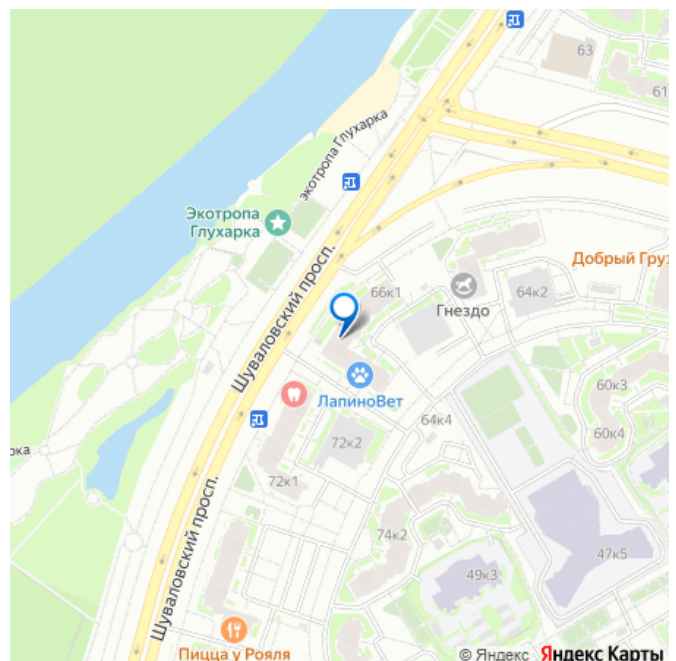 63
61
экотропа Глухарка
Экотропа
Глухарка
Добрый Груз
66к1
64к2
Гнездо
Шуваловский просп.
ЛапиноВет
60к3
64к4
60к4
рка
72к2
72к1
Шуваловский просп.
74к2
47к5
49к3
Пицца у Рояля
© Яндекс Яндекс Карты